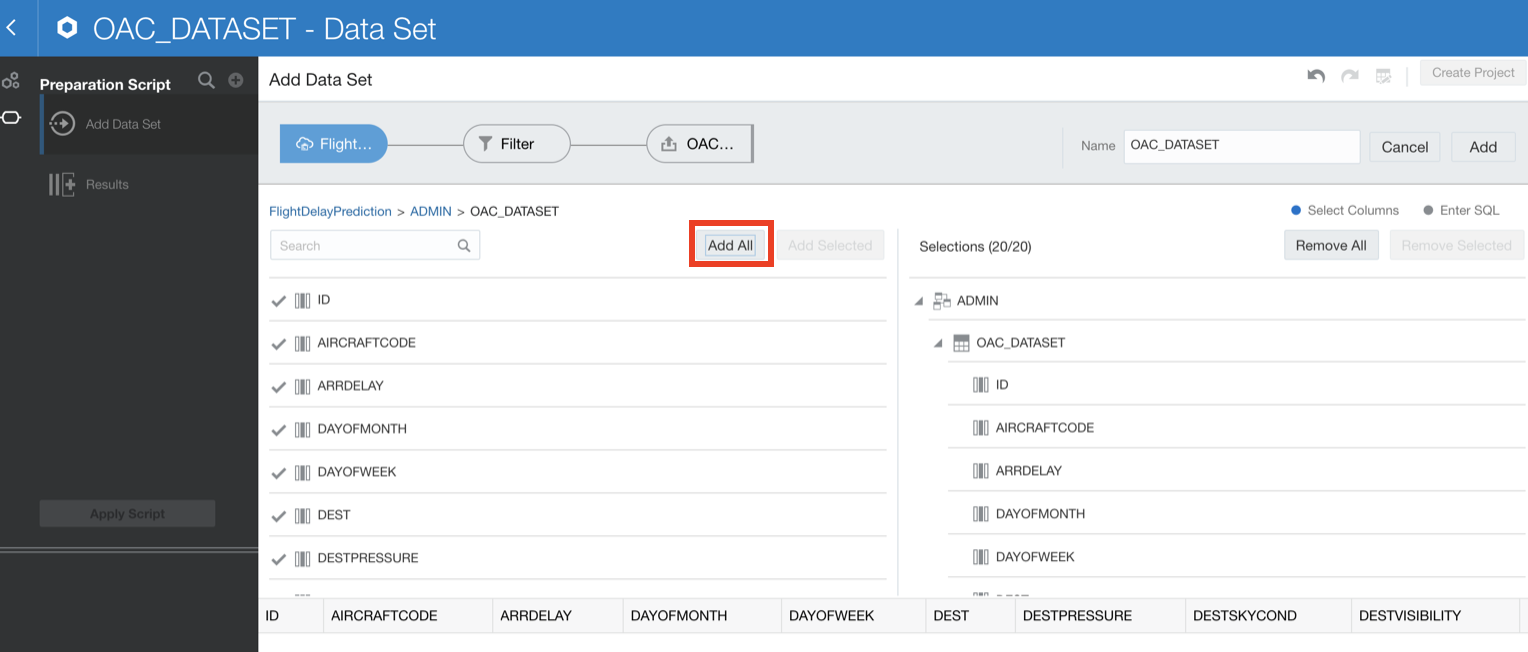 OAC_DATASET - Data Set
Preparation Script
Add Data Set
Results
Apply Script
Add Data Set
Create Project
Flight...
Filter
OAC...
Name
OAC_DATASET
Cancel
Add
FlightDelayPrediction > ADMIN > OAC_DATASET
Select Columns
Enter SQL
Search
Add All
Add Selected
Selections (20/20)
Remove All
Remove Selected
ID
AIRCRAFTCODE
ARRDELAY
DAYOFMONTH
DAYOFWEEK
DEST
DESTPRESSURE
ADMIN
OAC_DATASET
ID
AIRCRAFTCODE
ARRDELAY
DAYOFMONTH
DAYOFWEEK
ID AIRCRAFTCODE ARRDELAY DAYOFMONTH DAYOFWEEK DEST DESTPRESSURE DESTSKYCOND DESTVISIBILITY